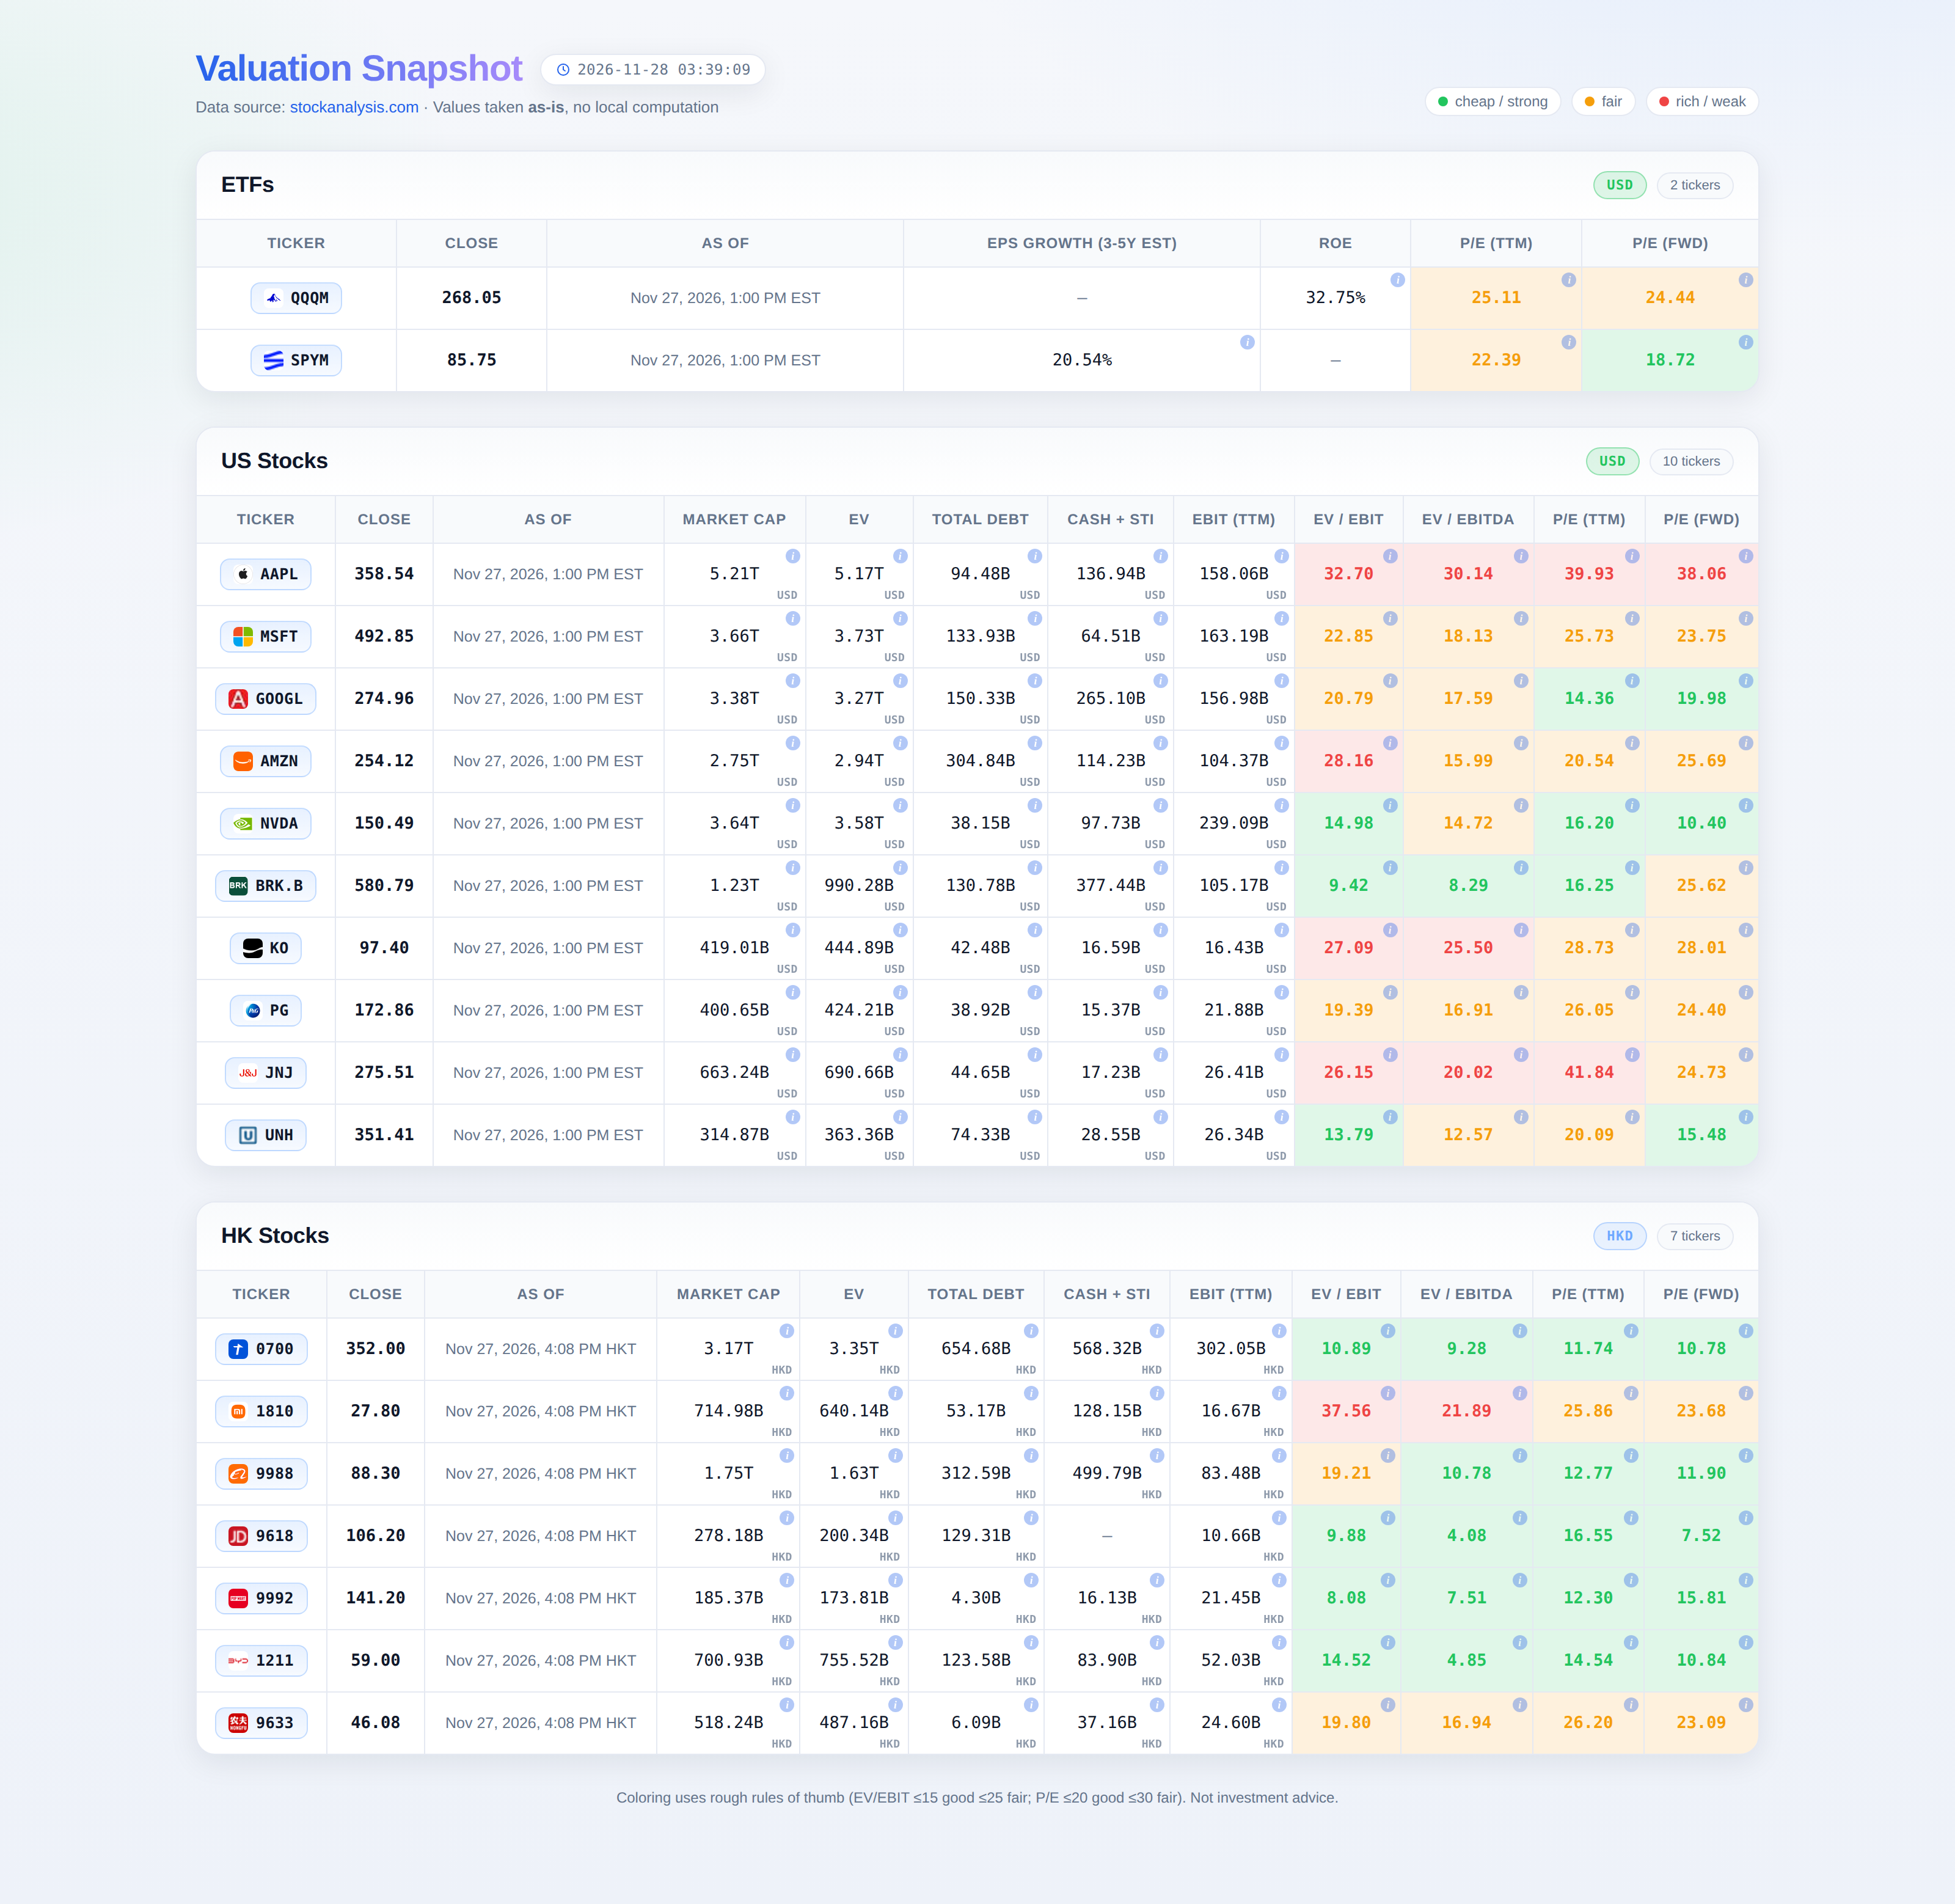 Valuation Snapshot 2026-11-28 03:39:09
Data source: stockanalysis.com · Values taken as-is, no local computation
cheap / strong fair rich / weak
ETFs USD 2 tickers
TICKER CLOSE AS OF EPS GROWTH (3-5Y EST) ROE P/E (TTM) P/E (FWD)
QQQM 268.05 Nov 27, 2026, 1:00 PM EST — 32.75% 25.11 24.44
SPYM 85.75 Nov 27, 2026, 1:00 PM EST 20.54% — 22.39 18.72
US Stocks USD 10 tickers
TICKER CLOSE AS OF MARKET CAP EV TOTAL DEBT CASH + STI EBIT (TTM) EV / EBIT EV / EBITDA P/E (TTM) P/E (FWD)
AAPL 358.54 Nov 27, 2026, 1:00 PM EST 5.21T 5.17T 94.48B 136.94B 158.06B 32.70 30.14 39.93 38.06
USD USD USD USD USD
MSFT 492.85 Nov 27, 2026, 1:00 PM EST 3.66T 3.73T 133.93B 64.51B 163.19B 22.85 18.13 25.73 23.75
USD USD USD USD USD
GOOGL 274.96 Nov 27, 2026, 1:00 PM EST 3.38T 3.27T 150.33B 265.10B 156.98B 20.79 17.59 14.36 19.98
USD USD USD USD USD
AMZN 254.12 Nov 27, 2026, 1:00 PM EST 2.75T 2.94T 304.84B 114.23B 104.37B 28.16 15.99 20.54 25.69
USD USD USD USD USD
NVDA 150.49 Nov 27, 2026, 1:00 PM EST 3.64T 3.58T 38.15B 97.73B 239.09B 14.98 14.72 16.20 10.40
USD USD USD USD USD
BRK BRK.B 580.79 Nov 27, 2026, 1:00 PM EST 1.23T 990.28B 130.78B 377.44B 105.17B 9.42 8.29 16.25 25.62
USD USD USD USD USD
KO 97.40 Nov 27, 2026, 1:00 PM EST 419.01B 444.89B 42.48B 16.59B 16.43B 27.09 25.50 28.73 28.01
USD USD USD USD USD
P&G PG 172.86 Nov 27, 2026, 1:00 PM EST 400.65B 424.21B 38.92B 15.37B 21.88B 19.39 16.91 26.05 24.40
USD USD USD USD USD
J&J JNJ 275.51 Nov 27, 2026, 1:00 PM EST 663.24B 690.66B 44.65B 17.23B 26.41B 26.15 20.02 41.84 24.73
USD USD USD USD USD
UNH 351.41 Nov 27, 2026, 1:00 PM EST 314.87B 363.36B 74.33B 28.55B 26.34B 13.79 12.57 20.09 15.48
USD USD USD USD USD
HK Stocks HKD 7 tickers
TICKER CLOSE AS OF MARKET CAP EV TOTAL DEBT CASH + STI EBIT (TTM) EV / EBIT EV / EBITDA P/E (TTM) P/E (FWD)
0700 352.00 Nov 27, 2026, 4:08 PM HKT 3.17T 3.35T 654.68B 568.32B 302.05B 10.89 9.28 11.74 10.78
HKD HKD HKD HKD HKD
1810 27.80 Nov 27, 2026, 4:08 PM HKT 714.98B 640.14B 53.17B 128.15B 16.67B 37.56 21.89 25.86 23.68
HKD HKD HKD HKD HKD
9988 88.30 Nov 27, 2026, 4:08 PM HKT 1.75T 1.63T 312.59B 499.79B 83.48B 19.21 10.78 12.77 11.90
HKD HKD HKD HKD HKD
JD 9618 106.20 Nov 27, 2026, 4:08 PM HKT 278.18B 200.34B 129.31B — 10.66B 9.88 4.08 16.55 7.52
HKD HKD HKD HKD
9992 141.20 Nov 27, 2026, 4:08 PM HKT 185.37B 173.81B 4.30B 16.13B 21.45B 8.08 7.51 12.30 15.81
HKD HKD HKD HKD HKD
BYD 1211 59.00 Nov 27, 2026, 4:08 PM HKT 700.93B 755.52B 123.58B 83.90B 52.03B 14.52 4.85 14.54 10.84
HKD HKD HKD HKD HKD
农夫 9633 46.08 Nov 27, 2026, 4:08 PM HKT 518.24B 487.16B 6.09B 37.16B 24.60B 19.80 16.94 26.20 23.09
HKD HKD HKD HKD HKD
Coloring uses rough rules of thumb (EV/EBIT ≤15 good ≤25 fair; P/E ≤20 good ≤30 fair). Not investment advice.